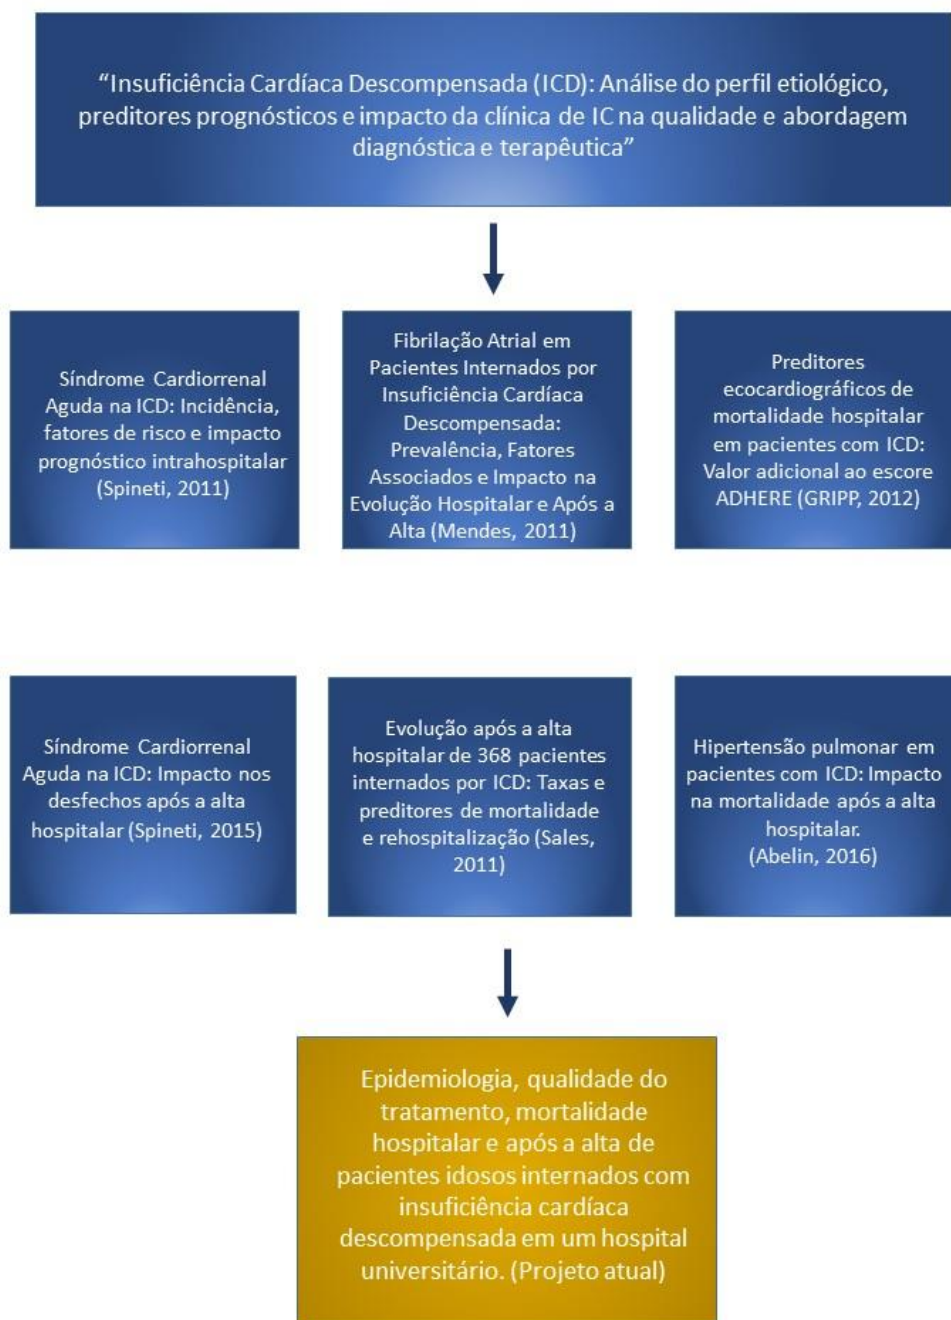 “Insuficiência Cardíaca Descompensada (ICD): Análise do perfil etiológico,
preditores prognósticos e impacto da clínica de IC na qualidade e abordagem
diagnóstica e terapêutica”
Síndrome Cardiorrenal
Aguda na ICD: Incidência,
fatores de risco e impacto
prognóstico intrahospitalar
(Spineti, 2011)
Fibrilação Atrial em
Pacientes Internados por
Insuficiência Cardíaca
Descompensada:
Prevalência, Fatores
Associados e Impacto na
Evolução Hospitalar e Após a
Alta (Mendes, 2011)
Preditores
ecocardiográficos de
mortalidade hospitalar
em pacientes com ICD:
Valor adicional ao escore
ADHERE (GRIPP, 2012)
Síndrome Cardiorrenal
Aguda na ICD: Impacto nos
desfechos após a alta
hospitalar (Spineti, 2015)
Evolução após a alta
hospitalar de 368 pacientes
internados por ICD: Taxas e
preditores de mortalidade
e rehospitalização (Sales,
2011)
Hipertensão pulmonar em
pacientes com ICD: Impacto
na mortalidade após a alta
hospitalar.
(Abelin, 2016)
Epidemiologia, qualidade do
tratamento, mortalidade
hospitalar e após a alta de
pacientes idosos internados com
insuficiência cardíaca
descompensada em um hospital
universitário. (Projeto atual)